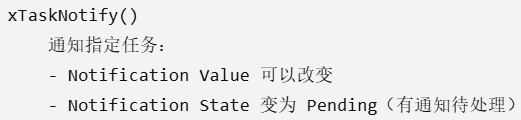 xTaskNotify()
通知指定任务:
- Notification Value 可以改变
- Notification State 变为 Pending（有通知待处理）